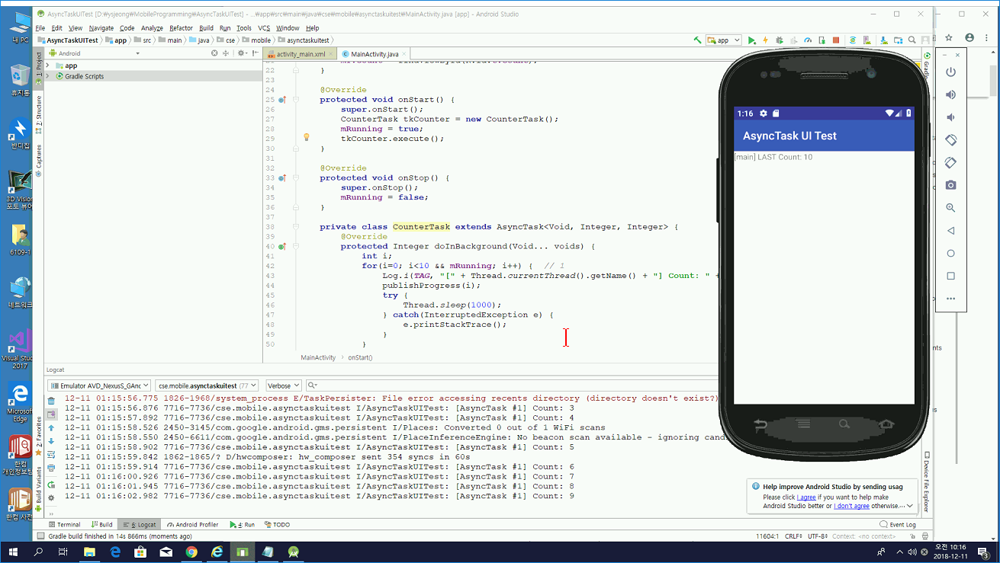 AsyncTaskUITest [D:₩ysjeong₩MobileProgramming₩AsyncTaskUITest] - ...₩app₩src₩main₩java₩cse₩mobile₩asynctaskuitest₩MainActivity.java [app] - Android Studio
File Edit View Navigate Code Analyze Refactor Build Run Tools VCS Window Help
AsyncTaskUITest app src main java cse mobile asynctaskuitest
app
Android
activity_main.xml
MainActivity.java
app
Gradle Scripts
1: Project
7: Structure
Captures
2: Favorites
Build Variants
Device File Explorer
내 PC
휴지통
반디집
3D Vision
포토 뷰어
6109-1
네트워크
Visual Stud
2017
Microsoft
Edge
한컴
개인정보탐
한컴 사전
22 }
23
24 @Override
25 protected void onStart() {
26 super.onStart();
27 CounterTask tkCounter = new CounterTask();
28 mRunning = true;
29 tkCounter.execute();
30 }
31
32 @Override
33 protected void onStop() {
34 super.onStop();
35 mRunning = false;
36 }
37
38 private class CounterTask extends AsyncTask<Void, Integer, Integer> {
39 @Override
40 protected Integer doInBackground(Void... voids) {
41 int i;
42 for(i=0; i<10 && mRunning; i++) { // 1
43 Log.i(TAG, "[" + Thread.currentThread().getName() + "] Count: " +
44 publishProgress(i);
45 try {
46 Thread.sleep(1000);
47 } catch(InterruptedException e) {
48 e.printStackTrace();
49 }
50 }
MainActivity > onStart()
1:16
AsyncTask UI Test
[main] LAST Count: 10
Logcat
Emulator AVD_NexusS_GAnd
cse.mobile.asynctaskuitest (77
Verbose
12-11 01:15:56.775 1826-1968/system_process E/TaskPersister: File error accessing recents directory (directory doesn't exist?)
12-11 01:15:56.876 7716-7736/cse.mobile.asynctaskuitest I/AsyncTaskUITest: [AsyncTask #1] Count: 3
12-11 01:15:57.892 7716-7736/cse.mobile.asynctaskuitest I/AsyncTaskUITest: [AsyncTask #1] Count: 4
12-11 01:15:58.526 2450-3145/com.google.android.gms.persistent I/Places: Converted 0 out of 1 WiFi scans
12-11 01:15:58.550 2450-6611/com.google.android.gms.persistent I/PlaceInferenceEngine: No beacon scan available - ignoring cand
12-11 01:15:58.902 7716-7736/cse.mobile.asynctaskuitest I/AsyncTaskUITest: [AsyncTask #1] Count: 5
12-11 01:15:59.842 1862-1865/? D/hwcomposer: hw_composer sent 354 syncs in 60s
12-11 01:15:59.914 7716-7736/cse.mobile.asynctaskuitest I/AsyncTaskUITest: [AsyncTask #1] Count: 6
12-11 01:16:00.926 7716-7736/cse.mobile.asynctaskuitest I/AsyncTaskUITest: [AsyncTask #1] Count: 7
12-11 01:16:01.945 7716-7736/cse.mobile.asynctaskuitest I/AsyncTaskUITest: [AsyncTask #1] Count: 8
12-11 01:16:02.982 7716-7736/cse.mobile.asynctaskuitest I/AsyncTaskUITest: [AsyncTask #1] Count: 9
Help improve Android Studio by sending usag
Please click I agree if you want to help make
Android Studio better or I don't agree otherwise....
Terminal Build 6: Logcat Android Profiler 4: Run TODO
Event Log
Gradle build finished in 14s 866ms (moments ago)
11604:1 CRLF UTF-8 Context: <no context>
오전 10:16
2018-12-11
3